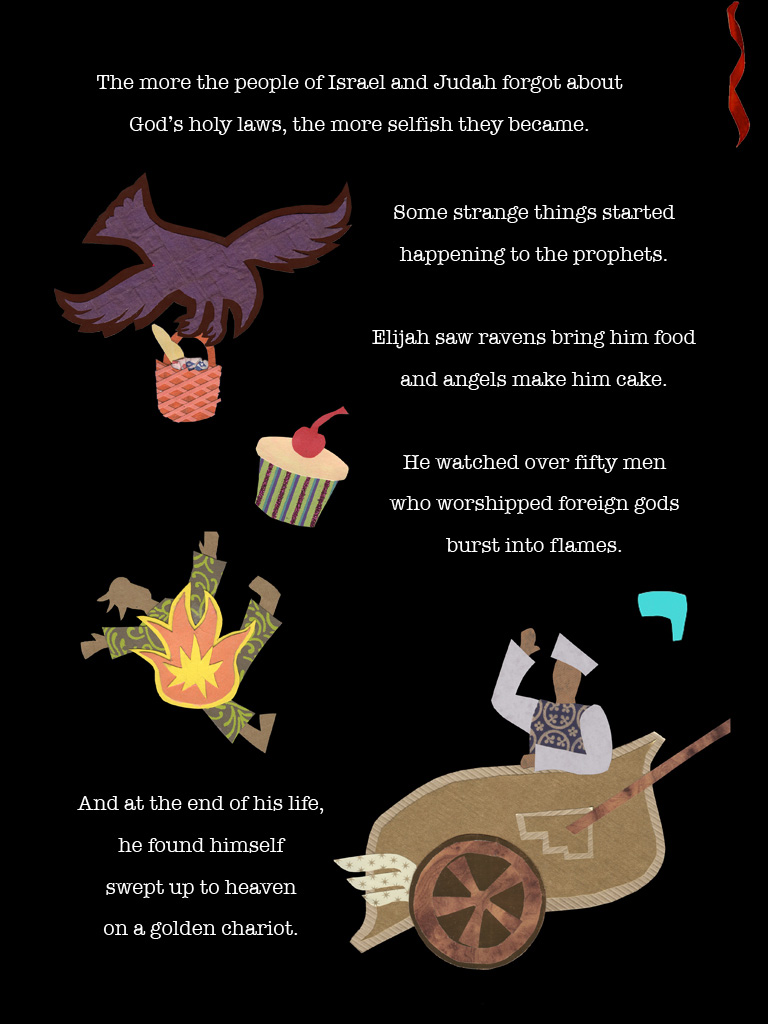 The more the people of Israel and Judah forgot about
God's holy laws, the more selfish they became.
Some strange things started
happening to the prophets.
Elijah saw ravens bring him food
and angels make him cake.
He watched over fifty men
who worshipped foreign gods
burst into flames.
ר
And at the end of his life,
he found himself
swept up to heaven
on a golden chariot.